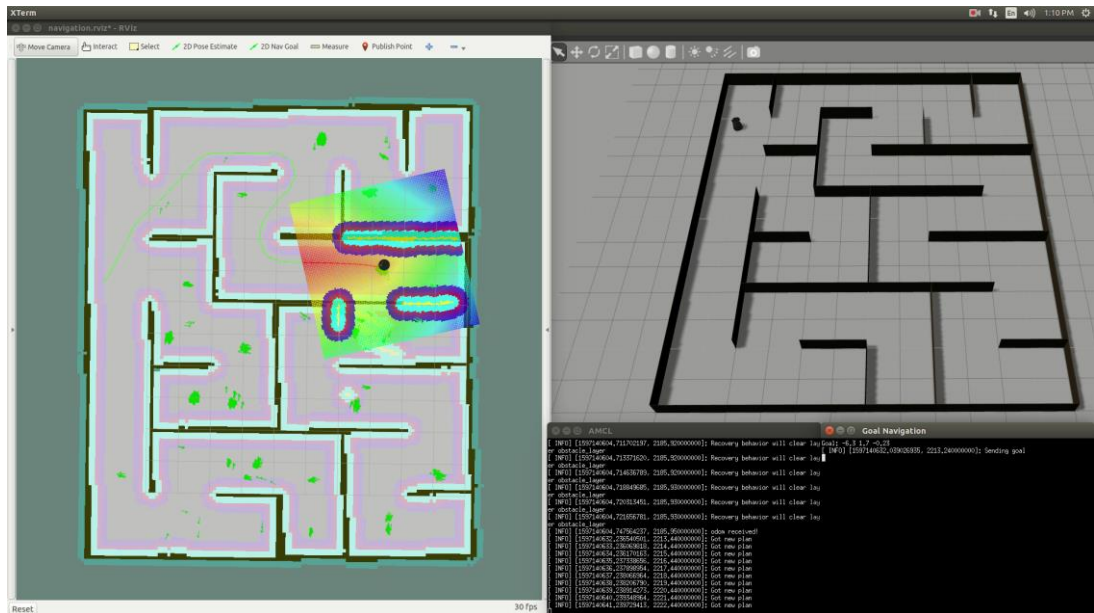 XTerm
En
1:10 PM
navigation.rviz* - RViz
Move Camera
Interact
Select
2D Pose Estimate
2D Nav Goal
Measure
Publish Point
Reset
30 fps
AMCL
[ INFO] [1597140604.711702197, 2185.920000000]: Recovery behavior will clear lay
er obstacle_layer
[ INFO] [1597140604.713371620, 2185.920000000]: Recovery behavior will clear lay
er obstacle_layer
[ INFO] [1597140604.714636789, 2185.920000000]: Recovery behavior will clear lay
er obstacle_layer
[ INFO] [1597140604.718849685, 2185.930000000]: Recovery behavior will clear lay
er obstacle_layer
[ INFO] [1597140604.720313451, 2185.930000000]: Recovery behavior will clear lay
er obstacle_layer
[ INFO] [1597140604.721656781, 2185.930000000]: Recovery behavior will clear lay
er obstacle_layer
[ INFO] [1597140604.747564237, 2185.950000000]: odom received!
[ INFO] [1597140632.236540501, 2213.440000000]: Got new plan
[ INFO] [1597140633.236069818, 2214.440000000]: Got new plan
[ INFO] [1597140634.236170163, 2215.440000000]: Got new plan
[ INFO] [1597140635.237338656, 2216.440000000]: Got new plan
[ INFO] [1597140636.237898954, 2217.440000000]: Got new plan
[ INFO] [1597140637.238066964, 2218.440000000]: Got new plan
[ INFO] [1597140638.238206790, 2219.440000000]: Got new plan
[ INFO] [1597140639.238914273, 2220.440000000]: Got new plan
[ INFO] [1597140640.239348964, 2221.440000000]: Got new plan
[ INFO] [1597140641.239729413, 2222.440000000]: Got new plan
Goal Navigation
Goal: -6.3 1.7 -0.23
[ INFO] [1597140632.039026935, 2213.240000000]: Sending goal